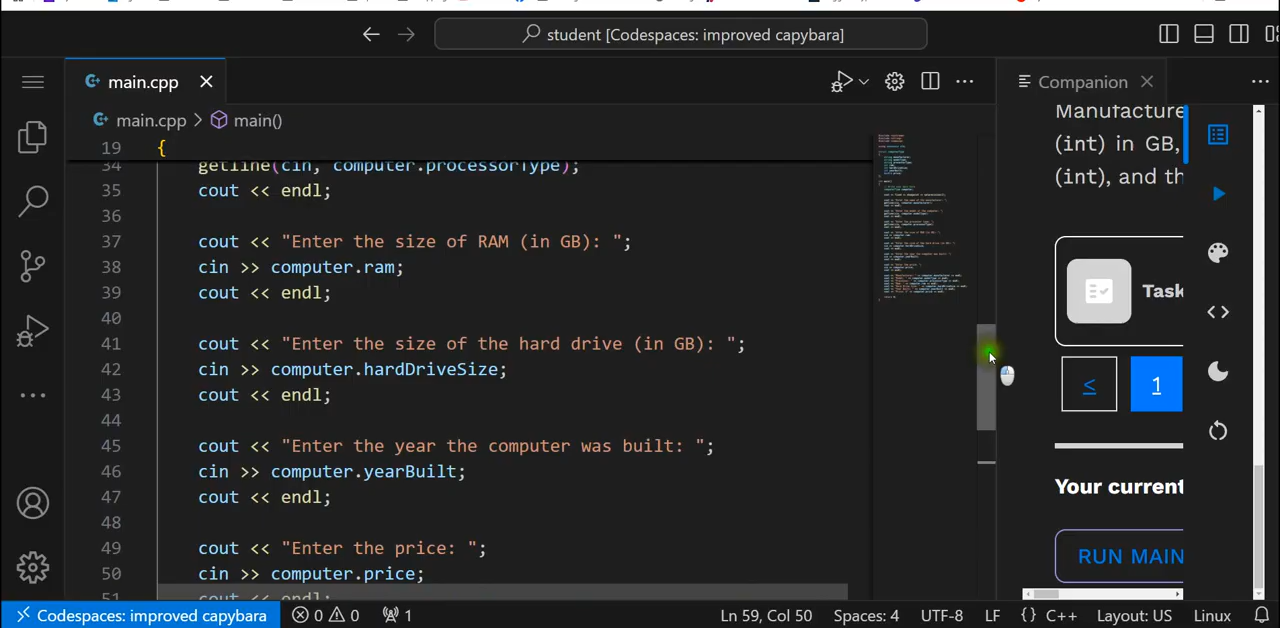 student [Codespaces: improved capybara]
main.cpp
Companion
main.cpp > main()
19 {
34 getline(cin, computer.processorType);
35 cout << endl;
36
37 cout << "Enter the size of RAM (in GB): ";
38 cin >> computer.ram;
39 cout << endl;
40
41 cout << "Enter the size of the hard drive (in GB): ";
42 cin >> computer.hardDriveSize;
43 cout << endl;
44
45 cout << "Enter the year the computer was built: ";
46 cin >> computer.yearBuilt;
47 cout << endl;
48
49 cout << "Enter the price: ";
50 cin >> computer.price;
51 cout << endl;
Manufacture
(int) in GB,
(int), and th
Task
≤ 1
Your current
RUN MAIN
Codespaces: improved capybara 0 0 1 Ln 59, Col 50 Spaces: 4 UTF-8 LF {} C++ Layout: US Linux